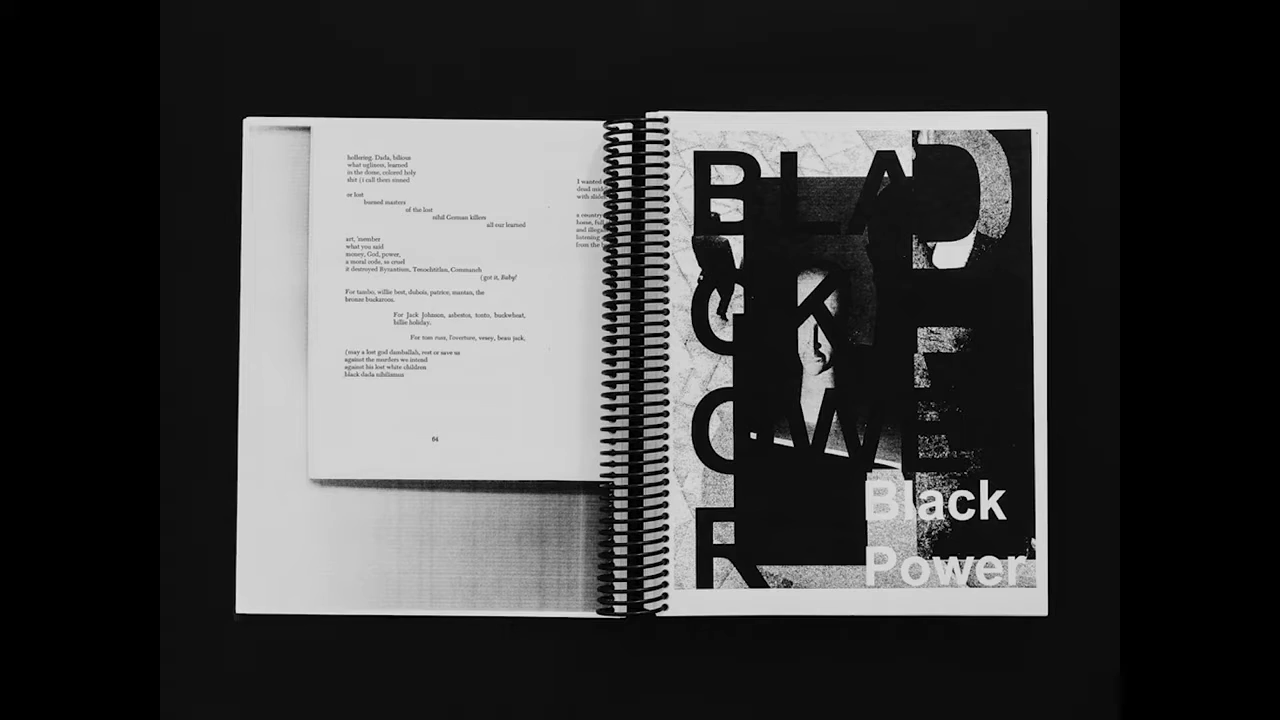 hollering. Dada, bilious
what ugliness, learned
in the dome, colored holy
shit (i call them sinned
or lost
burned masters
of the lost
nihil German killers
all our learned
art, 'member
what you said
money, God, power,
a moral code, so cruel
it destroyed Byzantium, Tenochtitlan, Commanch
(got it, Baby!
For tambo, willie best, dubois, patrice, mantan, the
bronze buckaroos.
For Jack Johnson, asbestos, tonto, buckwheat,
billie holiday.
For tom russ, l'overture, vesey, beau jack,
(may a lost god damballah, rest or save us
against the murders we intend
against his lost white children
black dada nihilismus
64
I wanted
dead
with
a country
home, full
and
listening
from the
BLA
CK P
OWE
R
Black
Power